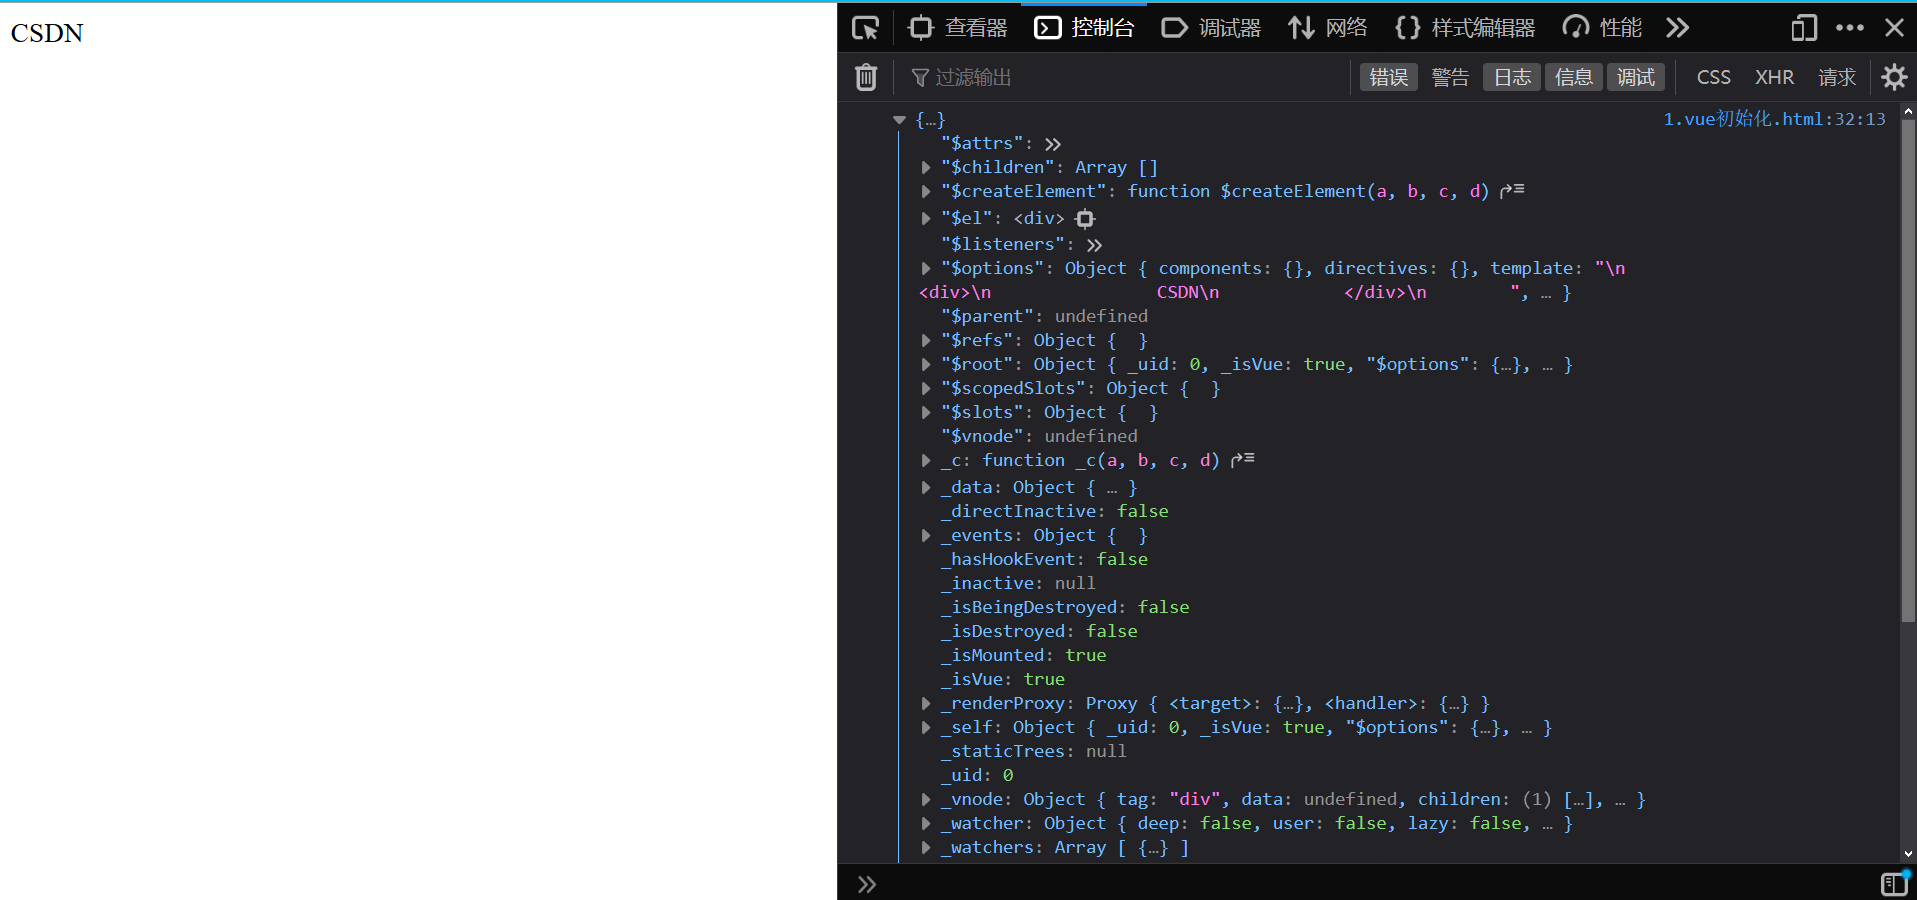 CSDN
查看器 控制台 调试器 网络 {} 样式编辑器 性能
过滤输出 错误 警告 日志 信息 调试 CSS XHR 请求
{…} 1.vue初始化.html:32:13
"$attrs":
"$children": Array []
"$createElement": function $createElement(a, b, c, d)
"$el": <div>
"$listeners":
"$options": Object { components: {}, directives: {}, template: "\n
<div>\n CSDN\n </div>\n ", … }
"$parent": undefined
"$refs": Object { }
"$root": Object { _uid: 0, _isVue: true, "$options": {…}, … }
"$scopedSlots": Object { }
"$slots": Object { }
"$vnode": undefined
_c: function _c(a, b, c, d)
_data: Object { … }
_directInactive: false
_events: Object { }
_hasHookEvent: false
_inactive: null
_isBeingDestroyed: false
_isDestroyed: false
_isMounted: true
_isVue: true
_renderProxy: Proxy { <target>: {…}, <handler>: {…} }
_self: Object { _uid: 0, _isVue: true, "$options": {…}, … }
_staticTrees: null
_uid: 0
_vnode: Object { tag: "div", data: undefined, children: (1) […], … }
_watcher: Object { deep: false, user: false, lazy: false, … }
_watchers: Array [ {…} ]